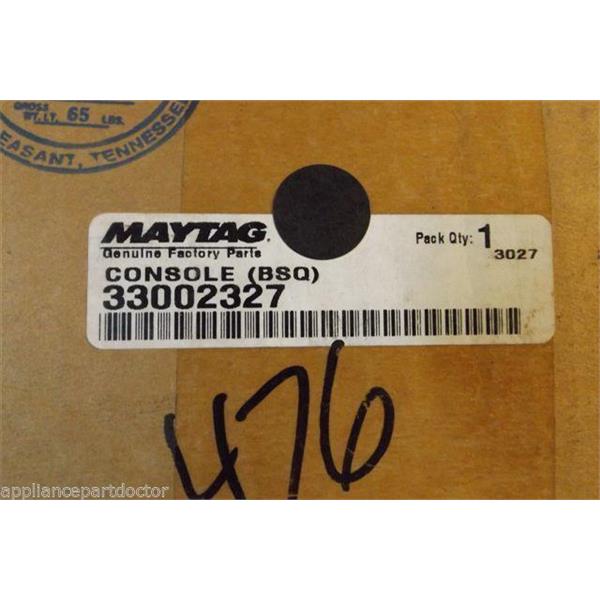 GROSS
WT. LT. 65 LBS.
EASANT, TENNESSEE
MAYTAG
Genuine Factory Parts
Pack Qty: 1
3027
CONSOLE (BSQ)
33002327
476
appliancepartdoctor